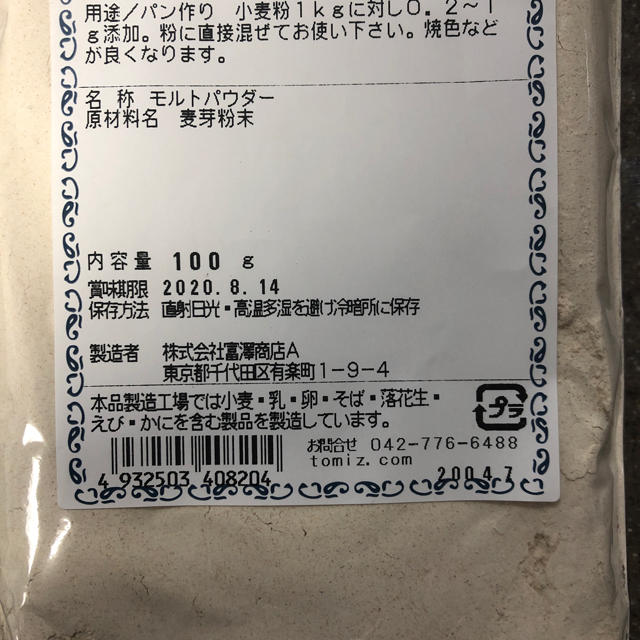 用途／パン作り 小麦粉1kgに対し0.2～1
g添加。粉に直接混ぜてお使い下さい。焼色など
が良くなります。
名 称 モルトパウダー
原材料名 麦芽粉末
内容量 100 g
賞味期限 2020.8.14
保存方法 直射日光・高温多湿を避け冷暗所に保存
製造者 株式会社富澤商店A
東京都千代田区有楽町1-9-4
本品製造工場では小麦・乳・卵・そば・落花生・
えび・かにを含む製品を製造しています。
プラ
お問合せ 042-776-6488
tomiz.com
4 932503 408204
2004.7